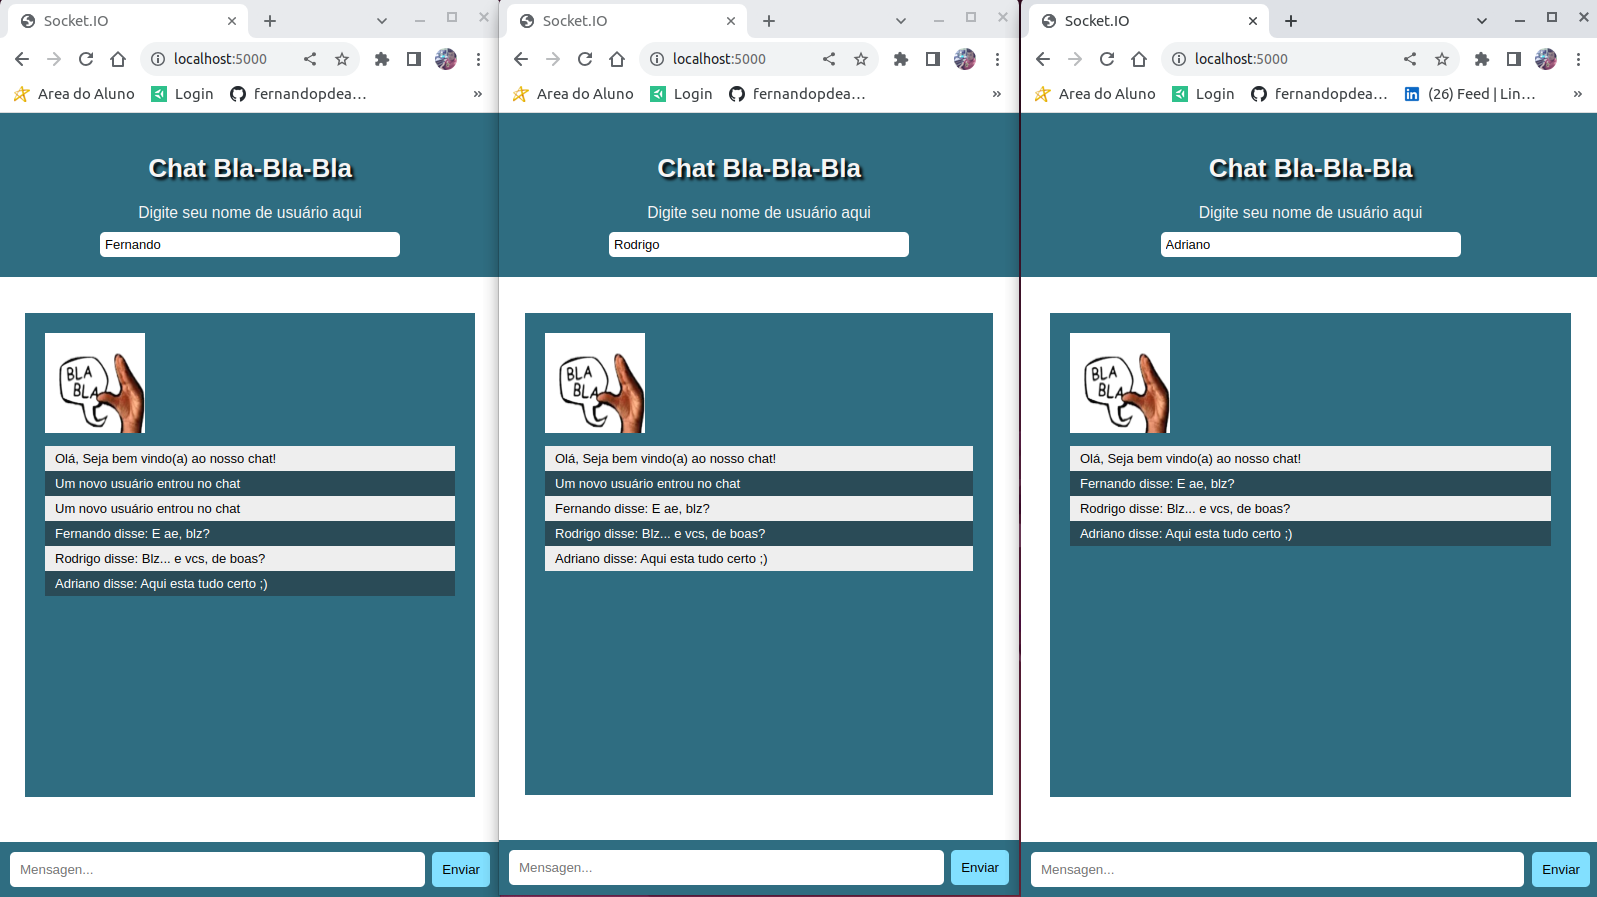 Socket.IO
localhost:5000
Area do Aluno Login fernandopdea...
»
Chat Bla-Bla-Bla
Digite seu nome de usuário aqui
Fernando
BLA
BLA
Olá, Seja bem vindo(a) ao nosso chat!
Um novo usuário entrou no chat
Um novo usuário entrou no chat
Fernando disse: E ae, blz?
Rodrigo disse: Blz... e vcs, de boas?
Adriano disse: Aqui esta tudo certo ;)
Mensagen...
Enviar
Socket.IO
localhost:5000
Area do Aluno Login fernandopdea...
»
Chat Bla-Bla-Bla
Digite seu nome de usuário aqui
Rodrigo
BLA
BLA
Olá, Seja bem vindo(a) ao nosso chat!
Um novo usuário entrou no chat
Fernando disse: E ae, blz?
Rodrigo disse: Blz... e vcs, de boas?
Adriano disse: Aqui esta tudo certo ;)
Mensagen...
Enviar
Socket.IO
localhost:5000
Area do Aluno Login fernandopdea... in (26) Feed | Lin...
»
Chat Bla-Bla-Bla
Digite seu nome de usuário aqui
Adriano
BLA
BLA
Olá, Seja bem vindo(a) ao nosso chat!
Fernando disse: E ae, blz?
Rodrigo disse: Blz... e vcs, de boas?
Adriano disse: Aqui esta tudo certo ;)
Mensagen...
Enviar